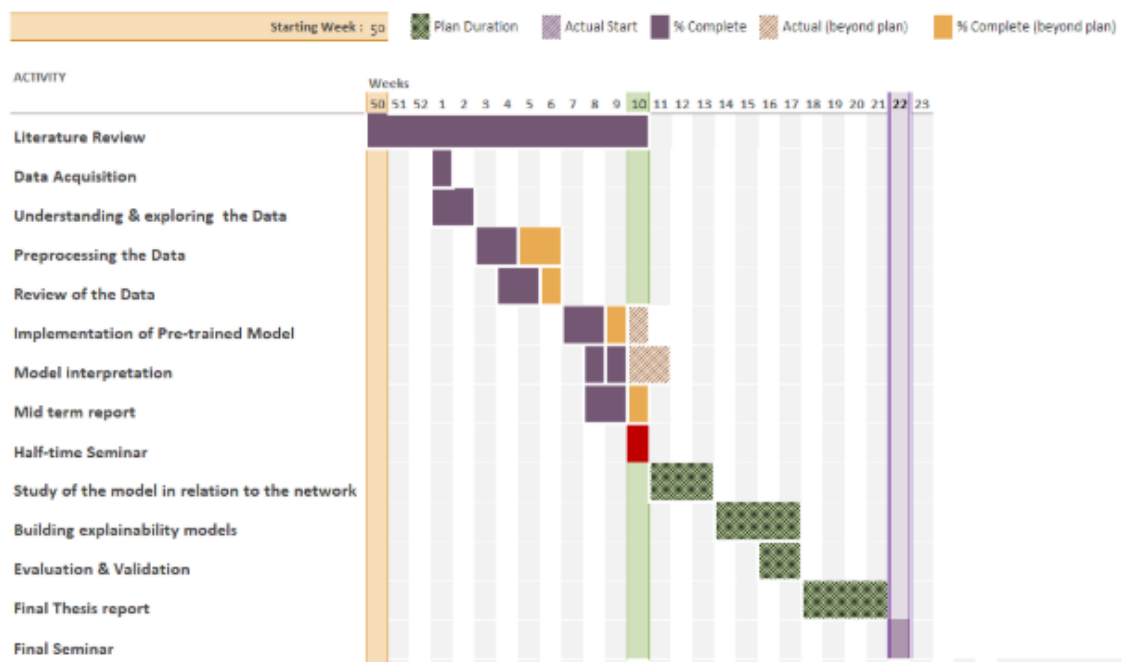 Starting Week : 50 Plan Duration Actual Start % Complete Actual (beyond plan) % Complete (beyond plan)
ACTIVITY
Weeks
50 51 52 1 2 3 4 5 6 7 8 9 10 11 12 13 14 15 16 17 18 19 20 21 22 23
Literature Review
Data Acquisition
Understanding & exploring the Data
Preprocessing the Data
Review of the Data
Implementation of Pre-trained Model
Model interpretation
Mid term report
Half-time Seminar
Study of the model in relation to the network
Building explainability models
Evaluation & Validation
Final Thesis report
Final Seminar